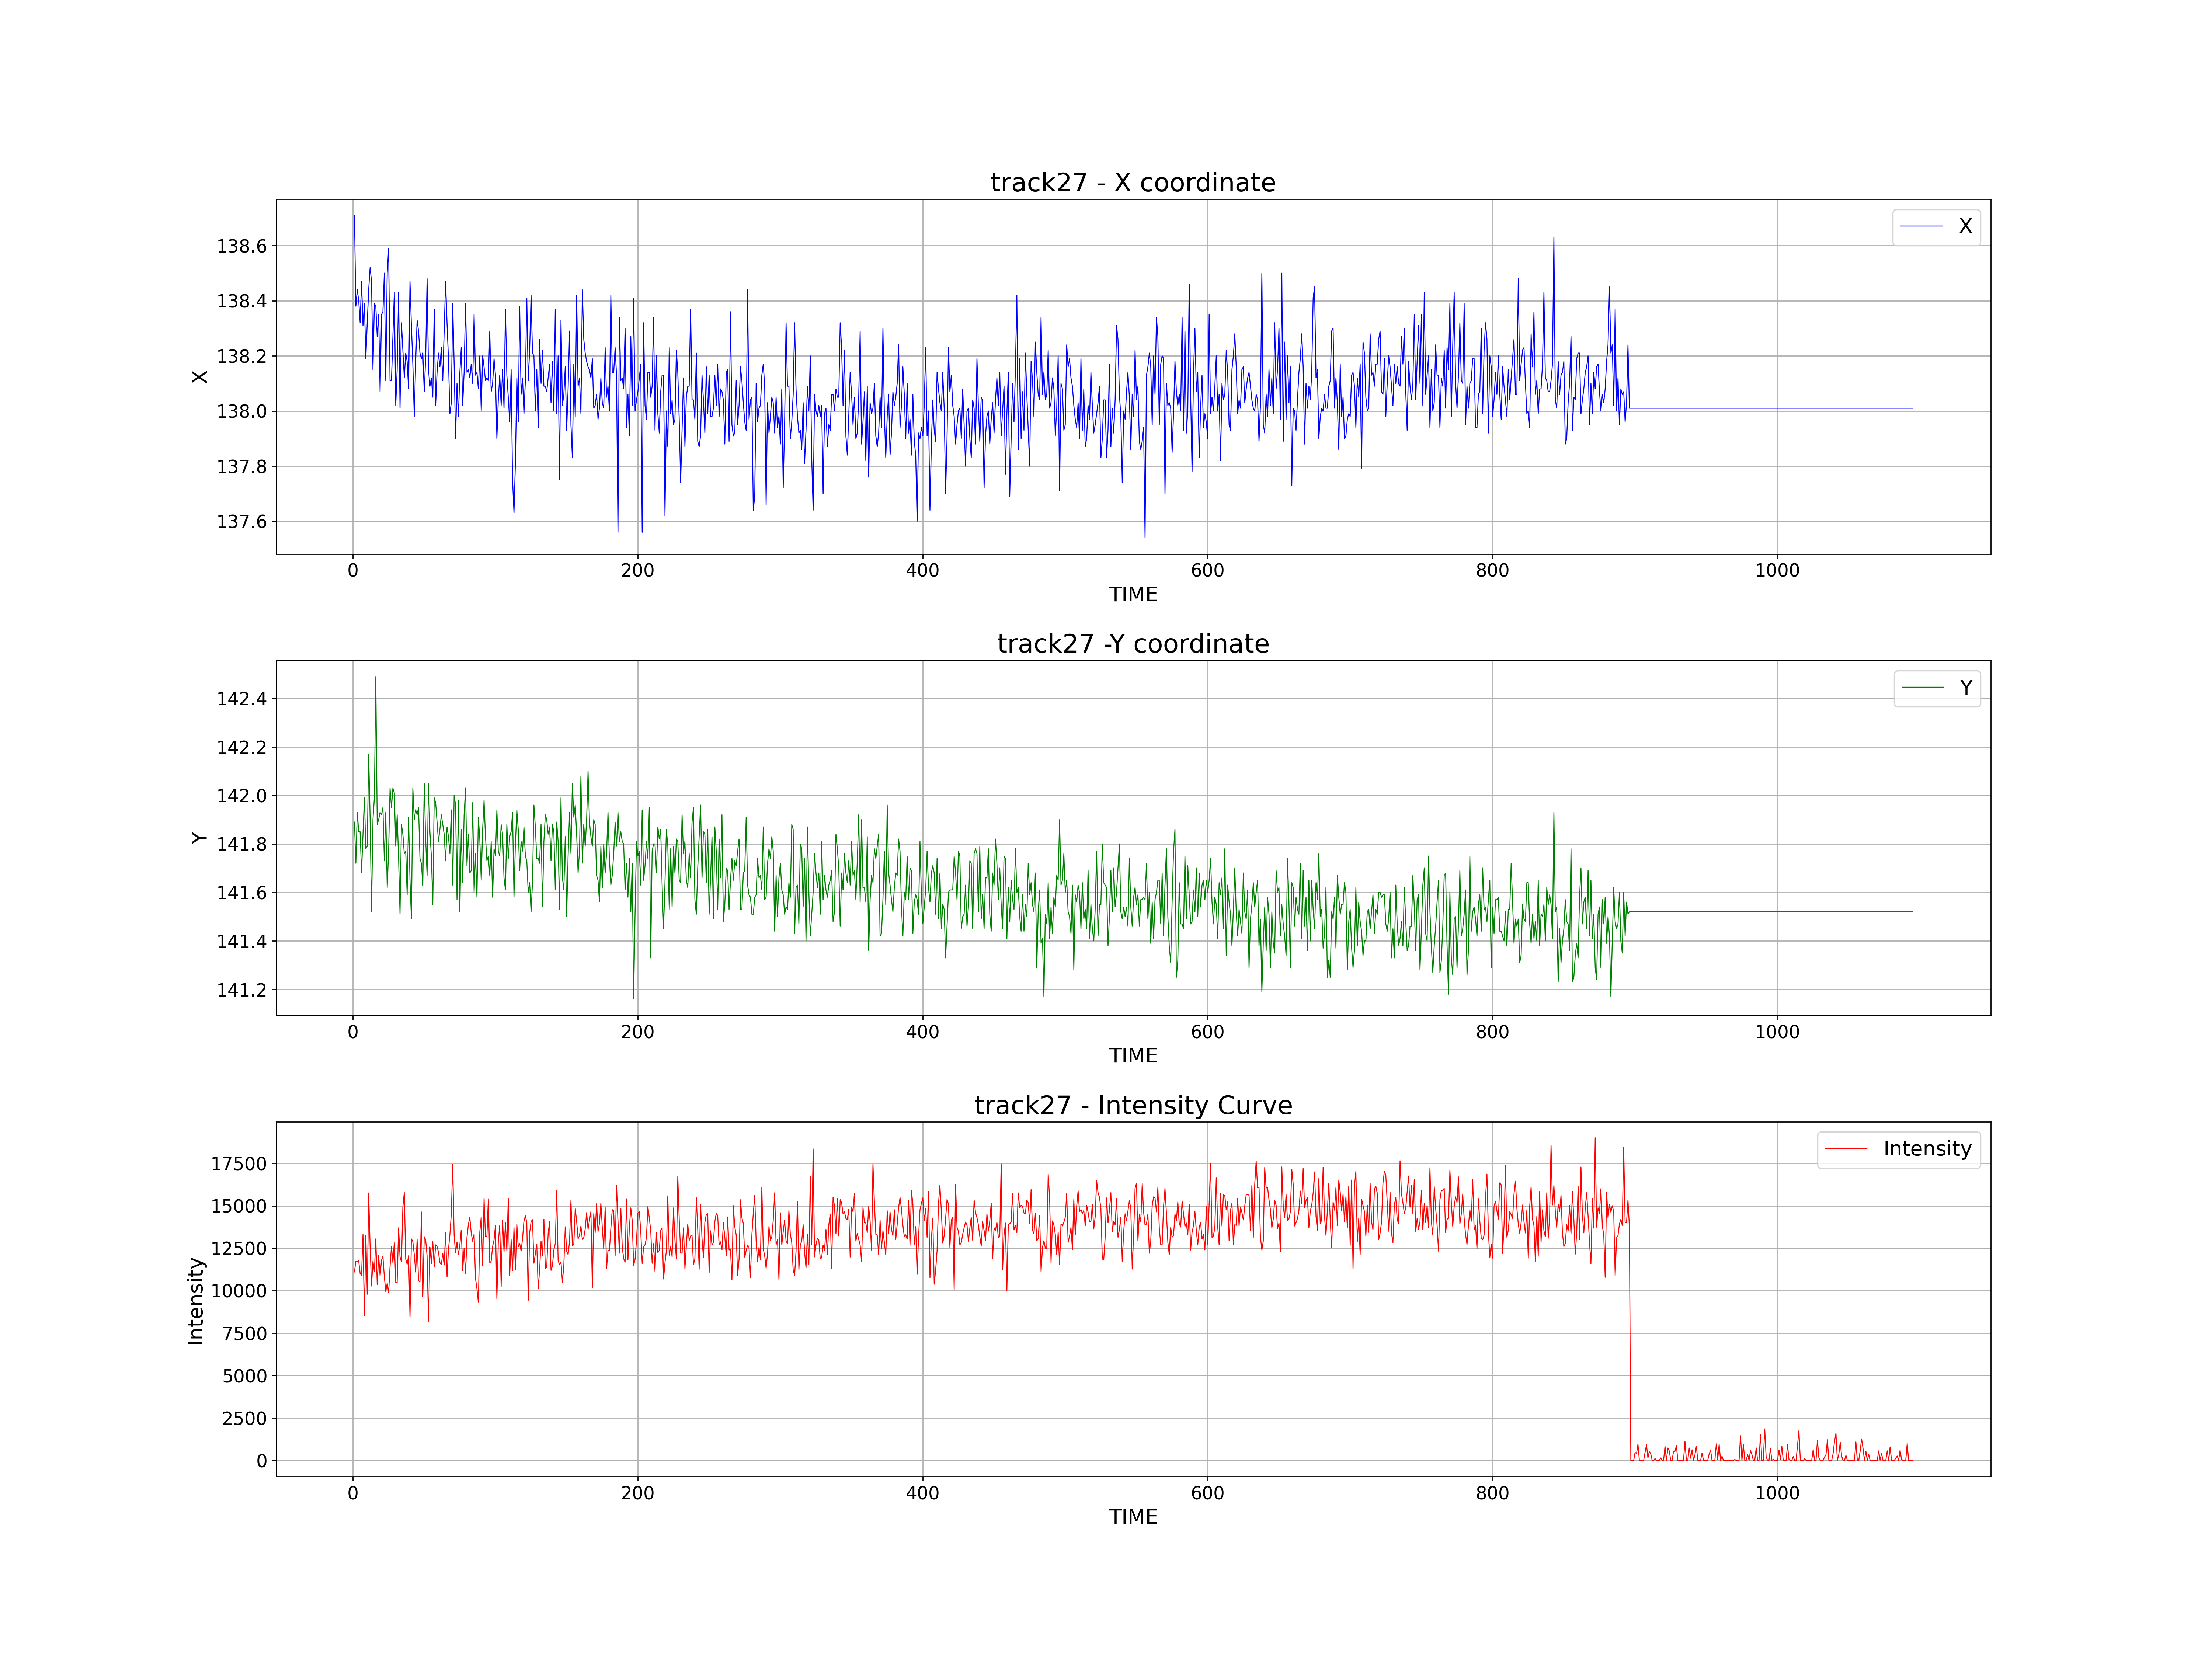 track27 - X coordinate
X
138.6
138.4
138.2
138.0
137.8
137.6
X
0 200 400 600 800 1000
TIME
track27 -Y coordinate
Y
142.4
142.2
142.0
141.8
141.6
141.4
141.2
Y
0 200 400 600 800 1000
TIME
track27 - Intensity Curve
Intensity
17500
15000
12500
10000
7500
5000
2500
0
Intensity
0 200 400 600 800 1000
TIME